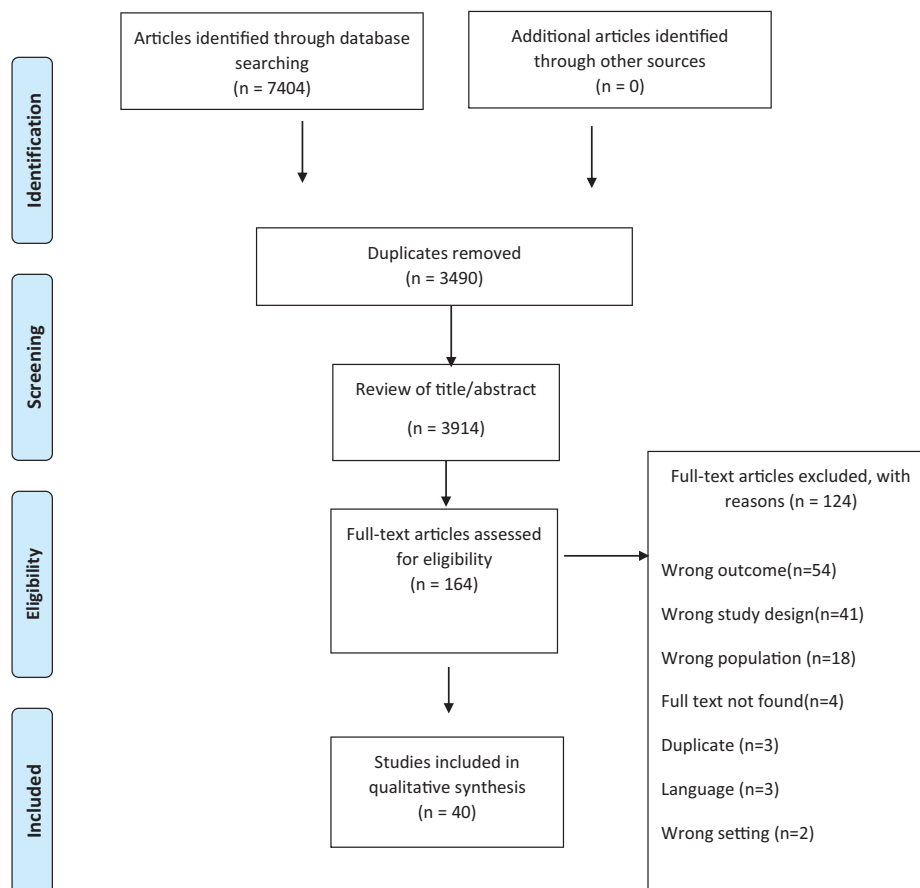 Articles identified through database
searching
(n = 7404)
Additional articles identified
through other sources
(n = 0)
Identification
Duplicates removed
(n = 3490)
Screening
Review of title/abstract
(n = 3914)
Full-text articles assessed
for eligibility
(n = 164)
Eligibility
Full-text articles excluded, with
reasons (n = 124)
Wrong outcome(n=54)
Wrong study design(n=41)
Wrong population (n=18)
Full text not found(n=4)
Duplicate (n=3)
Language (n=3)
Wrong setting (n=2)
Studies included in
qualitative synthesis
(n = 40)
Included